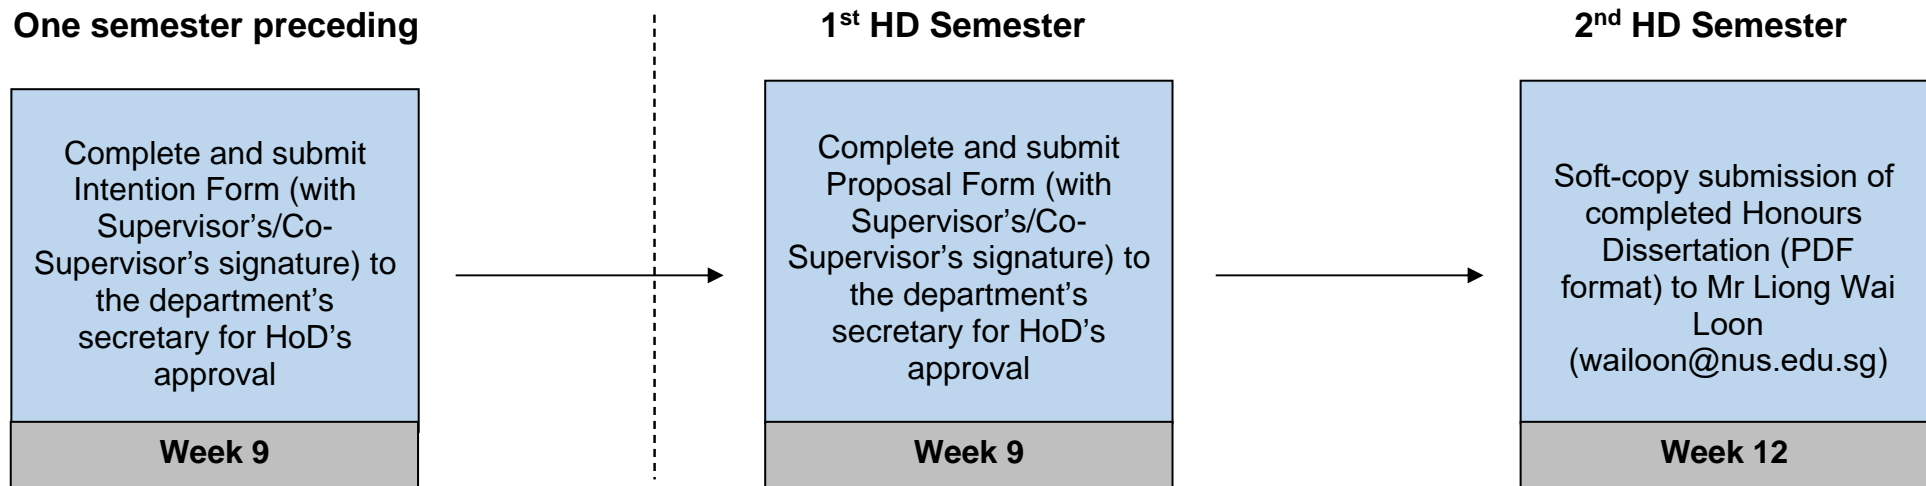 One semester preceding
Complete and submit
Intention Form (with
Supervisor’s/Co-
Supervisor’s signature) to
the department’s
secretary for HoD’s
approval
Week 9
1st HD Semester
Complete and submit
Proposal Form (with
Supervisor’s/Co-
Supervisor’s signature) to
the department’s
secretary for HoD’s
approval
Week 9
2nd HD Semester
Soft-copy submission of
completed Honours
Dissertation (PDF
format) to Mr Liong Wai
Loon
(wailoon@nus.edu.sg)
Week 12